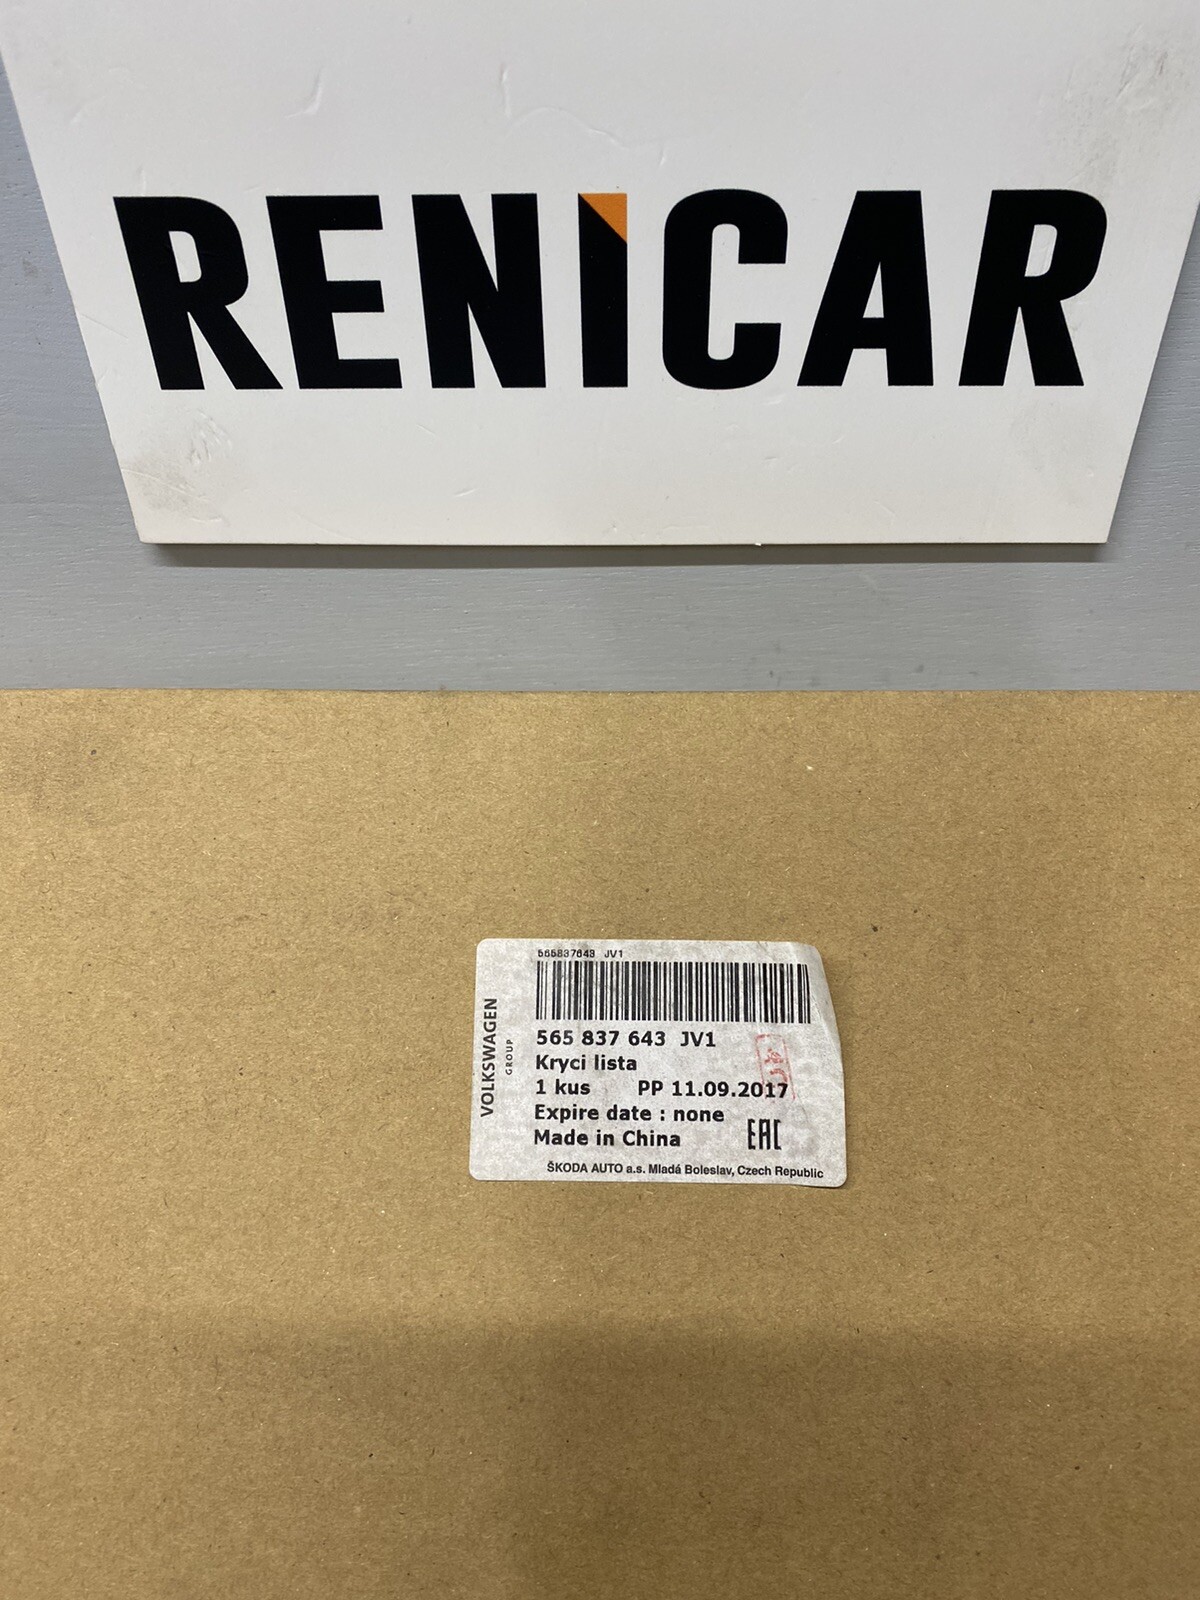 RENICAR
565837643 JV1
VOLKSWAGEN
GROUP
565 837 643 JV1
Kryci lista
1 kus PP 11.09.2017
Expire date : none
Made in China EAC
ŠKODA AUTO a.s. Mladá Boleslav, Czech Republic